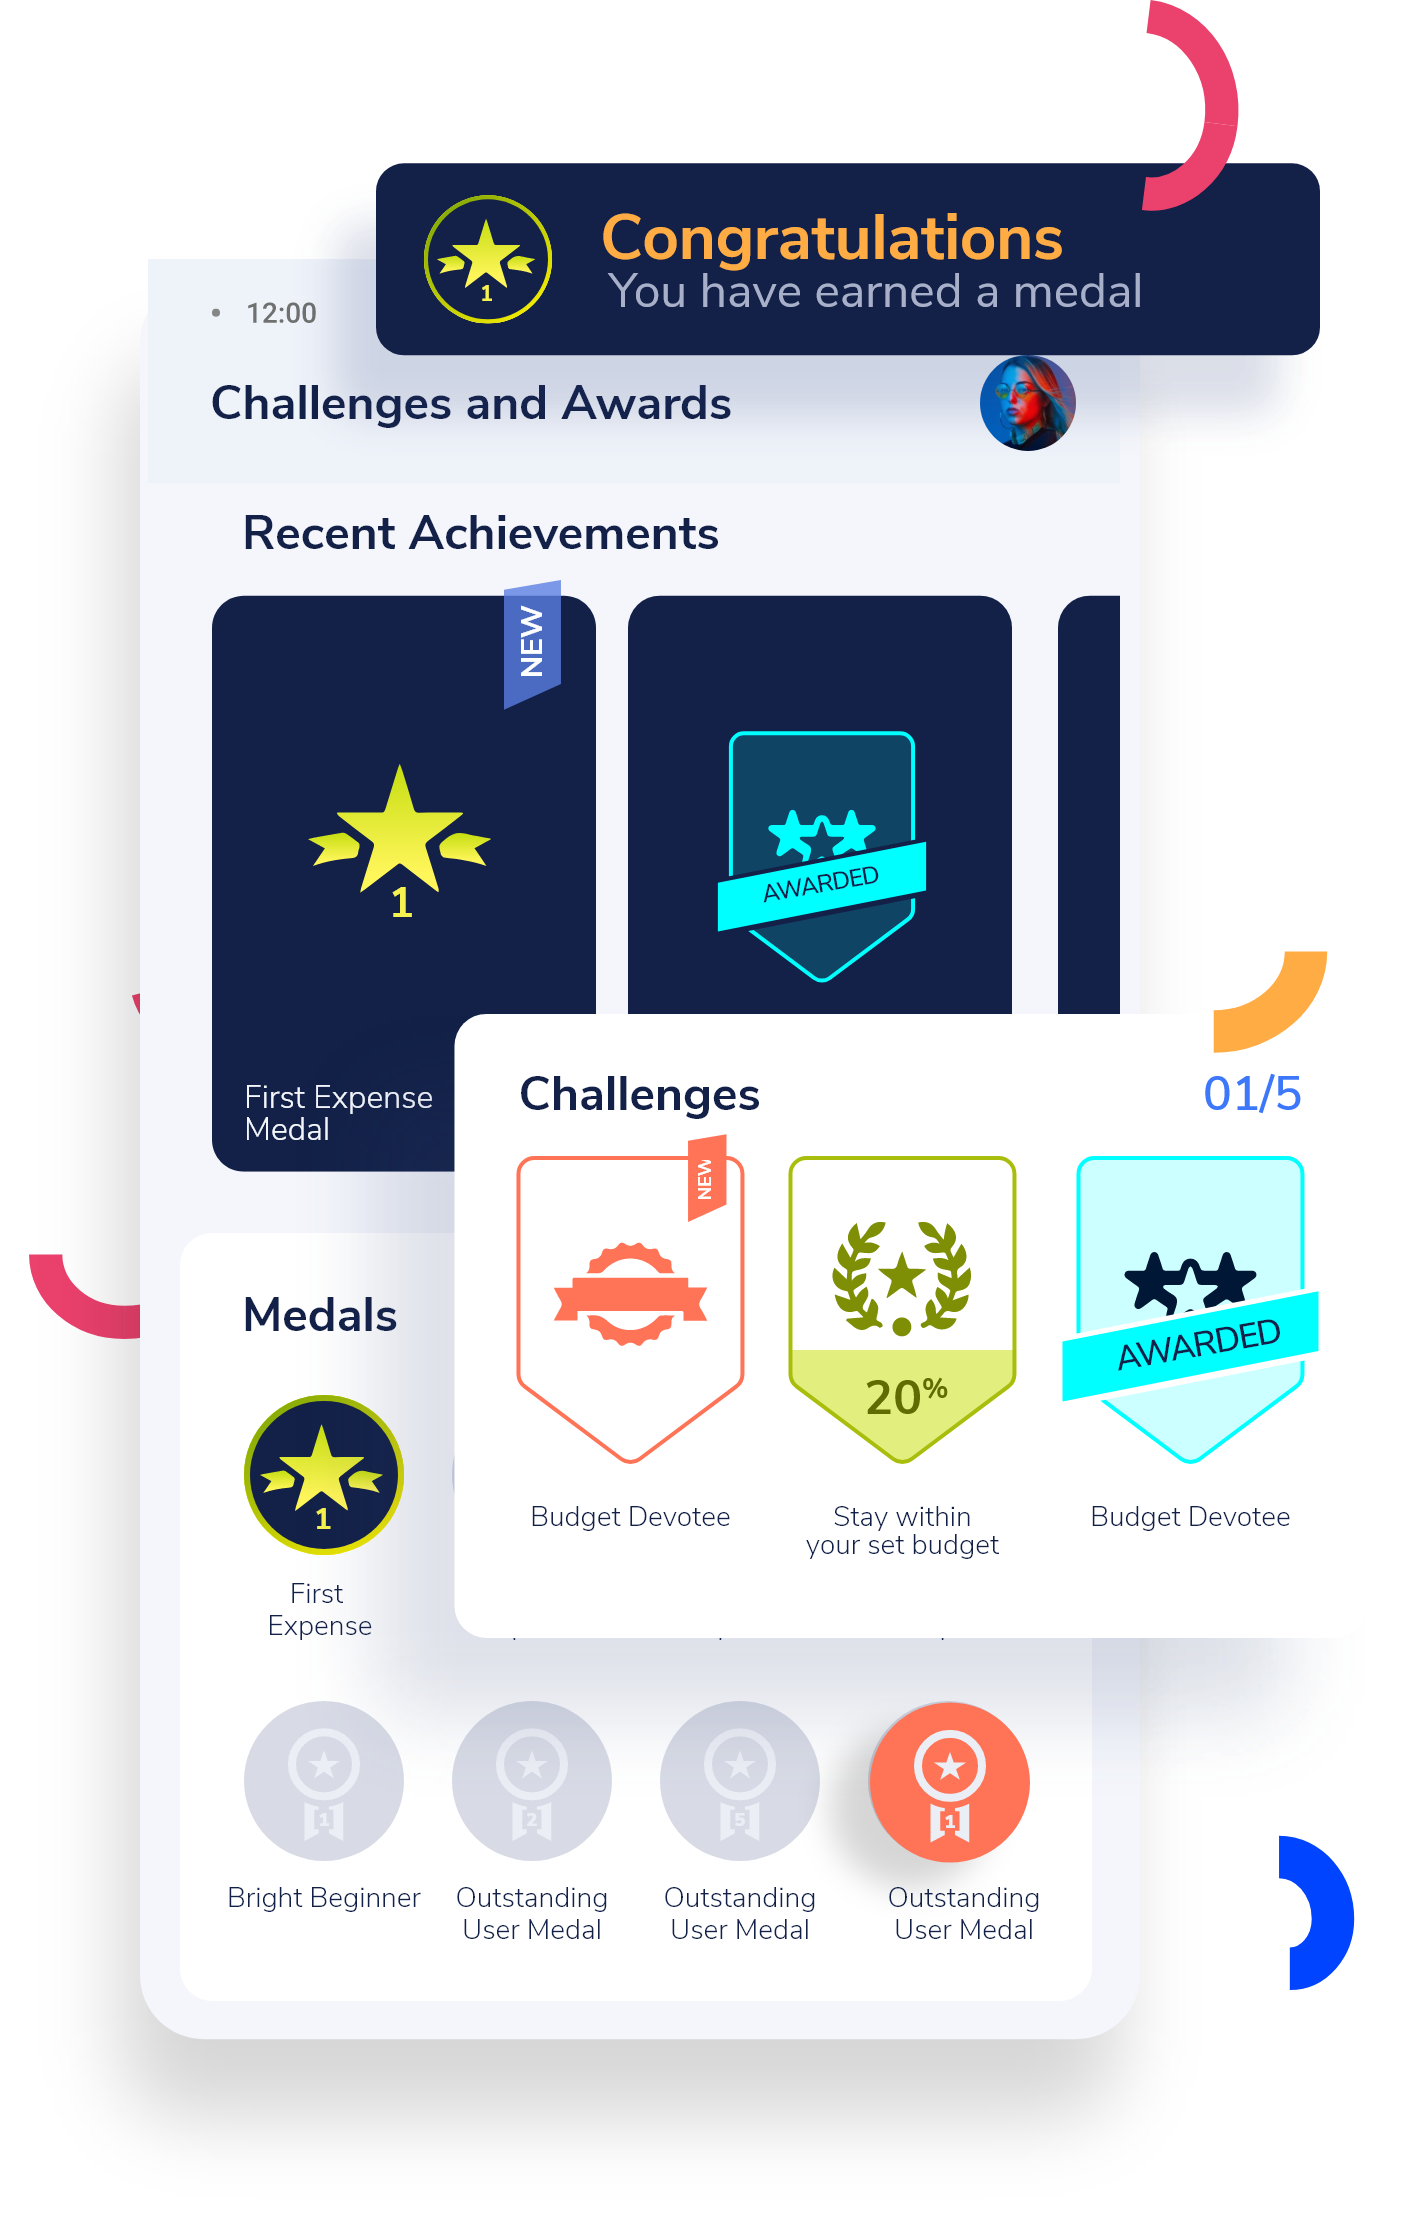 Congratulations
1
You have earned a medal
12:00
Challenges and Awards
Recent Achievements
NEW
AWARDED
1
First Expense
Medal
Challenges
01/5
NEW
AWARDED
20%
Budget Devotee
Stay within
your set budget
Budget Devotee
Medals
1
First
Expense
1
2
5
1
Bright Beginner
Outstanding
User Medal
Outstanding
User Medal
Outstanding
User Medal